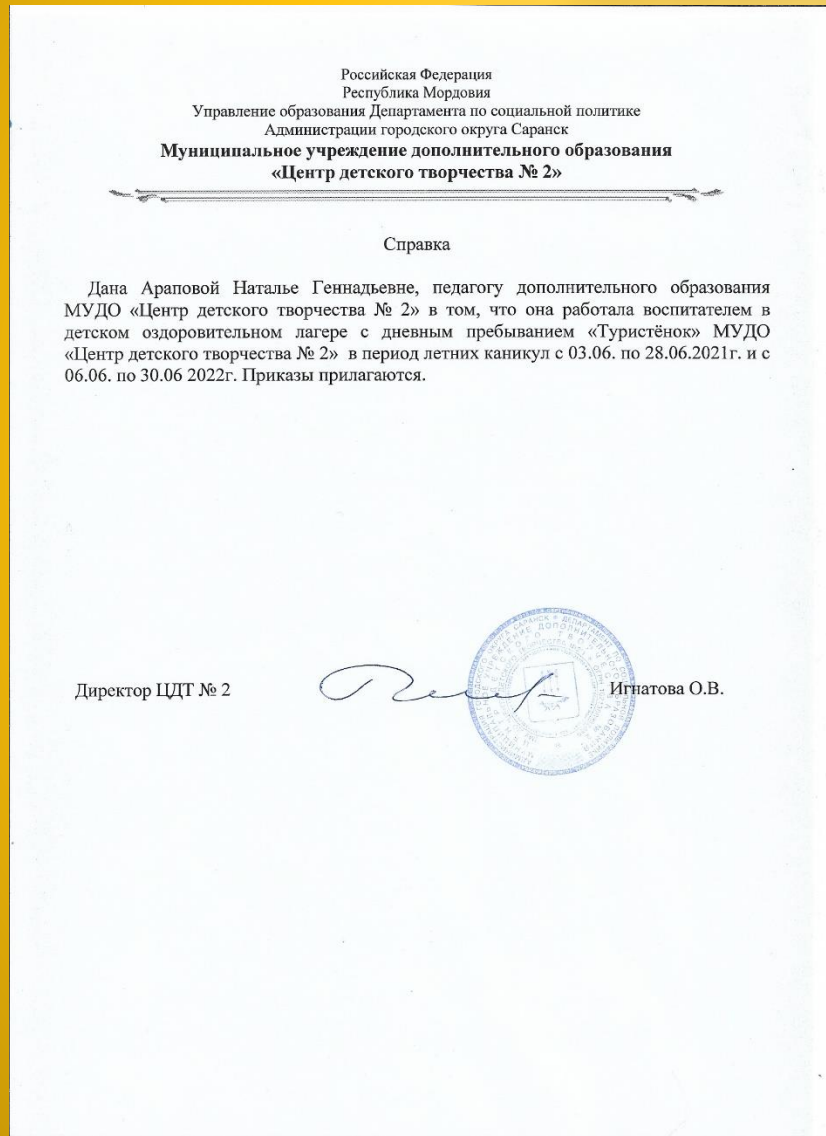 Российская Федерация
Республика Мордовия
Управление образования Департамента по социальной политике
Администрации городского округа Саранск
Муниципальное учреждение дополнительного образования
«Центр детского творчества № 2»
Справка
Дана Араповой Наталье Геннадьевне, педагогу дополнительного образования
МУДО «Центр детского творчества № 2» в том, что она работала воспитателем в
детском оздоровительном лагере с дневным пребыванием «Туристёнок» МУДО
«Центр детского творчества № 2» в период летних каникул с 03.06. по 28.06.2021г. и с
06.06. по 30.06 2022г. Приказы прилагаются.
Директор ЦДТ № 2
Игнатова О.В.